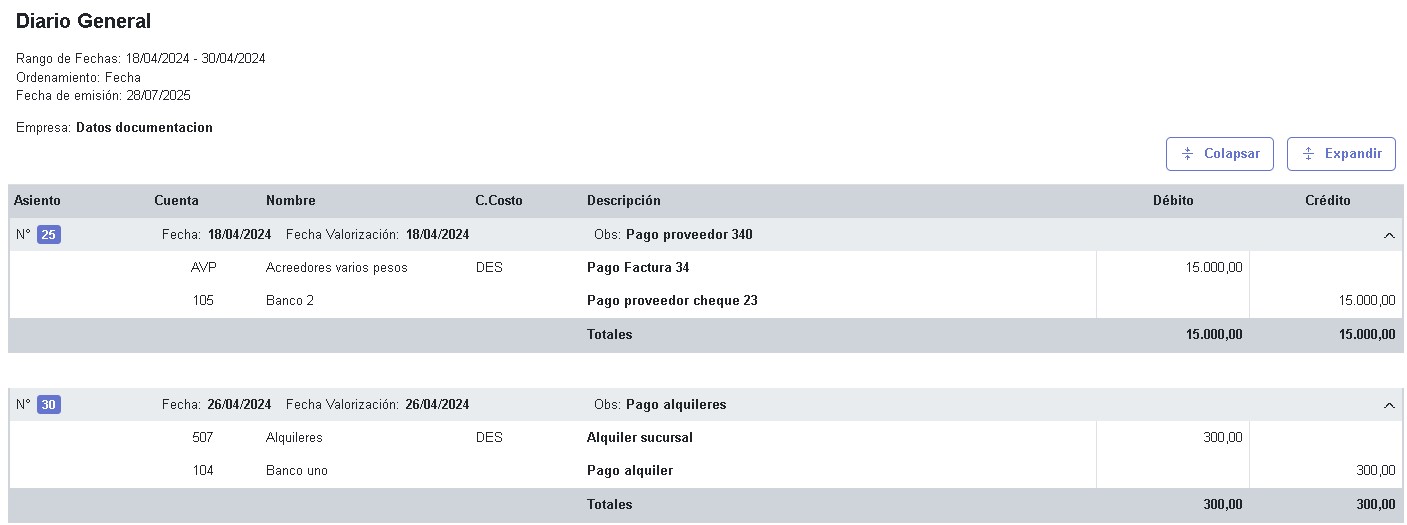 Diario General
Rango de Fechas: 18/04/2024 - 30/04/2024
Ordenamiento: Fecha
Fecha de emisión: 28/07/2025
Empresa: Datos documentacion
Colapsar Expandir
Asiento Cuenta Nombre C.Costo Descripción Débito Crédito
N° 25 Fecha: 18/04/2024 Fecha Valorización: 18/04/2024 Obs: Pago proveedor 340
AVP Acreedores varios pesos DES Pago Factura 34 15.000,00
105 Banco 2 Pago proveedor cheque 23 15.000,00
Totales 15.000,00 15.000,00
N° 30 Fecha: 26/04/2024 Fecha Valorización: 26/04/2024 Obs: Pago alquileres
507 Alquileres DES Alquiler sucursal 300,00
104 Banco uno Pago alquiler 300,00
Totales 300,00 300,00